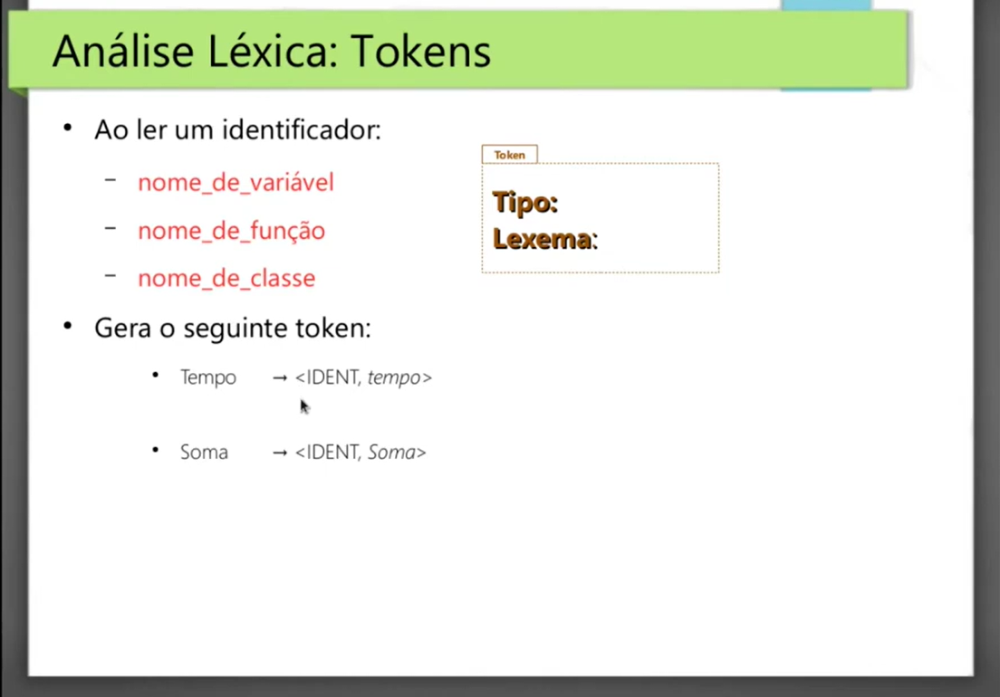 Análise Léxica: Tokens
• Ao ler um identificador:
– nome_de_variável
– nome_de_função
– nome_de_classe
Token
Tipo:
Lexema:
• Gera o seguinte token:
• Tempo → <IDENT, tempo>
• Soma → <IDENT, Soma>